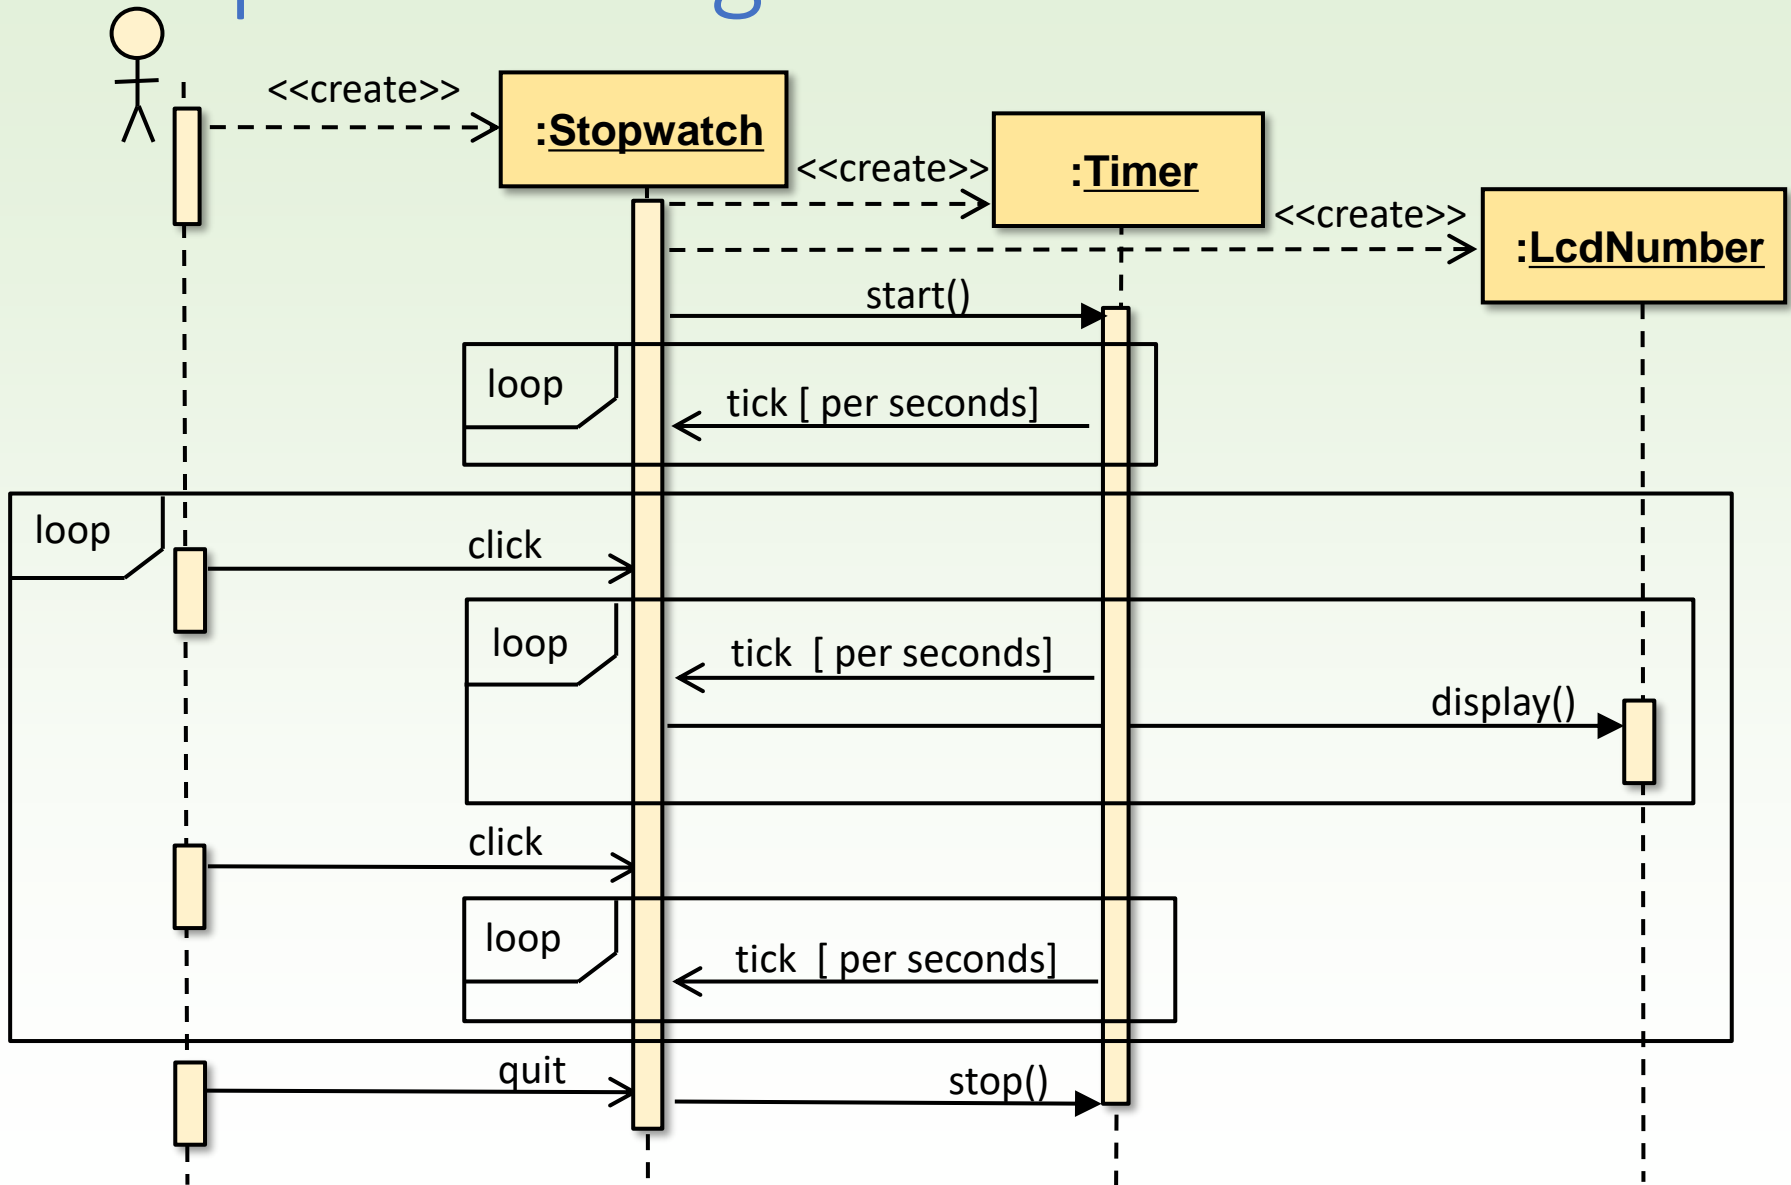 <<create>>
:Stopwatch
<<create>>
:Timer
<<create>>
:LcdNumber
start()
loop
tick [ per seconds]
loop
click
loop
tick [ per seconds]
display()
click
loop
tick [ per seconds]
quit
stop()